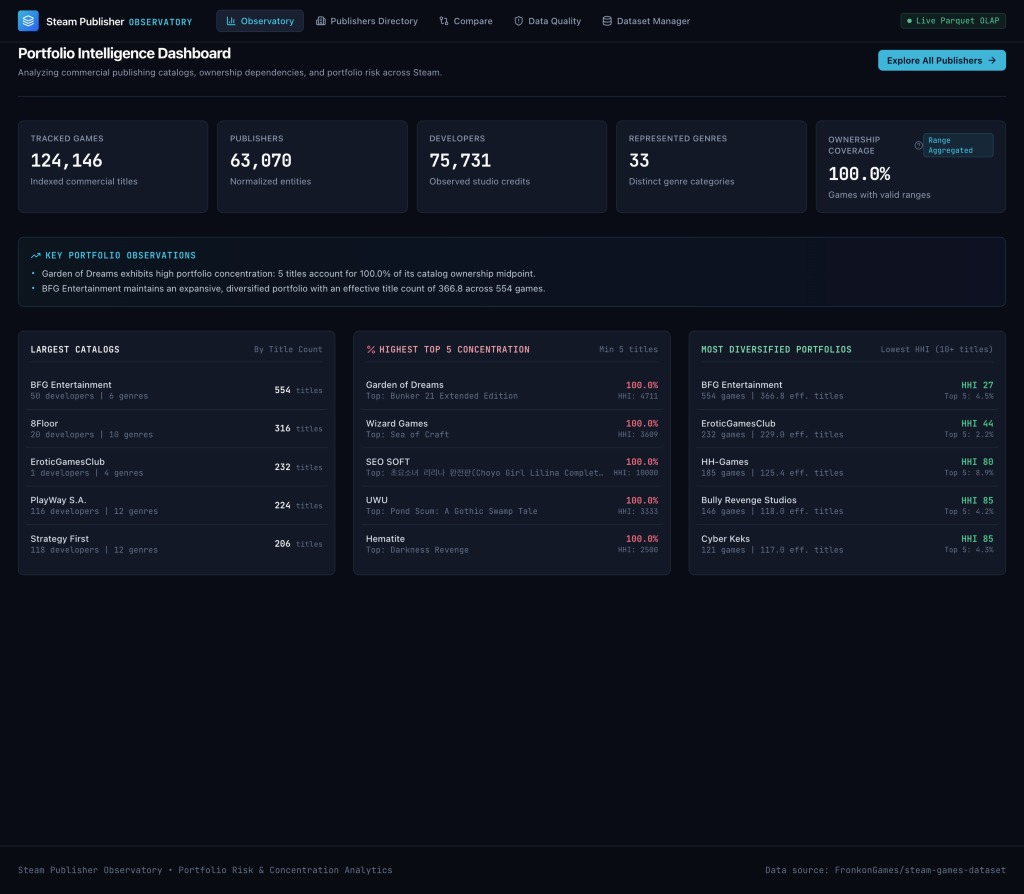 Steam Publisher OBSERVATORY
Observatory
Publishers Directory
Compare
Data Quality
Dataset Manager
Live Parquet OLAP
Portfolio Intelligence Dashboard
Analyzing commercial publishing catalogs, ownership dependencies, and portfolio risk across Steam.
Explore All Publishers →
TRACKED GAMES
124,146
Indexed commercial titles
PUBLISHERS
63,070
Normalized entities
DEVELOPERS
75,731
Observed studio credits
REPRESENTED GENRES
33
Distinct genre categories
OWNERSHIP
COVERAGE
Range
Aggregated
100.0%
Games with valid ranges
KEY PORTFOLIO OBSERVATIONS
• Garden of Dreams exhibits high portfolio concentration: 5 titles account for 100.0% of its catalog ownership midpoint.
• BFG Entertainment maintains an expansive, diversified portfolio with an effective title count of 366.8 across 554 games.
LARGEST CATALOGS By Title Count
BFG Entertainment
50 developers | 6 genres
554 titles
8Floor
20 developers | 10 genres
316 titles
EroticGamesClub
1 developers | 4 genres
232 titles
PlayWay S.A.
116 developers | 12 genres
224 titles
Strategy First
118 developers | 12 genres
206 titles
HIGHEST TOP 5 CONCENTRATION Min 5 titles
Garden of Dreams 100.0%
Top: Bunker 21 Extended Edition HHI: 4711
Wizard Games 100.0%
Top: Sea of Craft HHI: 3609
SEO SOFT 100.0%
Top: 초요소녀 리리나 완전판(Choyo Girl Lilina Complet… HHI: 10000
UWU 100.0%
Top: Pond Scum: A Gothic Swamp Tale HHI: 3333
Hematite 100.0%
Top: Darkness Revenge HHI: 2500
MOST DIVERSIFIED PORTFOLIOS Lowest HHI (10+ titles)
BFG Entertainment HHI 27
554 games | 366.8 eff. titles Top 5: 4.5%
EroticGamesClub HHI 44
232 games | 229.0 eff. titles Top 5: 2.2%
HH-Games HHI 80
185 games | 125.4 eff. titles Top 5: 8.9%
Bully Revenge Studios HHI 85
146 games | 118.0 eff. titles Top 5: 4.2%
Cyber Keks HHI 85
121 games | 117.0 eff. titles Top 5: 4.3%
Steam Publisher Observatory • Portfolio Risk & Concentration Analytics
Data source: FronkonGames/steam-games-dataset